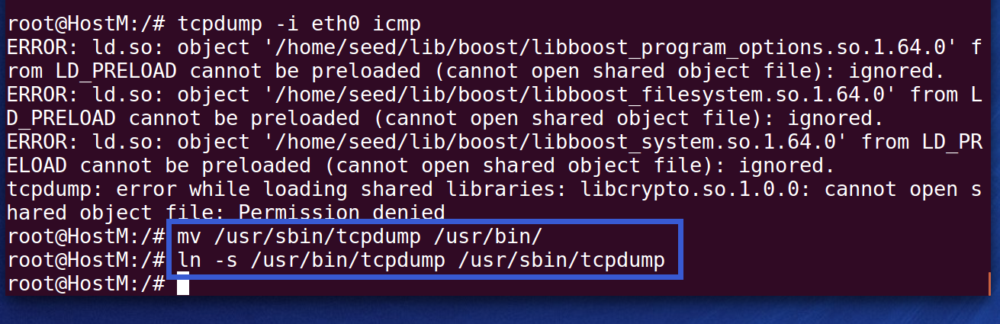 root@HostM:/# tcpdump -i eth0 icmp
ERROR: ld.so: object '/home/seed/lib/boost/libboost_program_options.so.1.64.0' f
rom LD_PRELOAD cannot be preloaded (cannot open shared object file): ignored.
ERROR: ld.so: object '/home/seed/lib/boost/libboost_filesystem.so.1.64.0' from L
D_PRELOAD cannot be preloaded (cannot open shared object file): ignored.
ERROR: ld.so: object '/home/seed/lib/boost/libboost_system.so.1.64.0' from LD_PR
ELOAD cannot be preloaded (cannot open shared object file): ignored.
tcpdump: error while loading shared libraries: libcrypto.so.1.0.0: cannot open s
hared object file: Permission denied
root@HostM:/# mv /usr/sbin/tcpdump /usr/bin/
root@HostM:/# ln -s /usr/bin/tcpdump /usr/sbin/tcpdump
root@HostM:/#